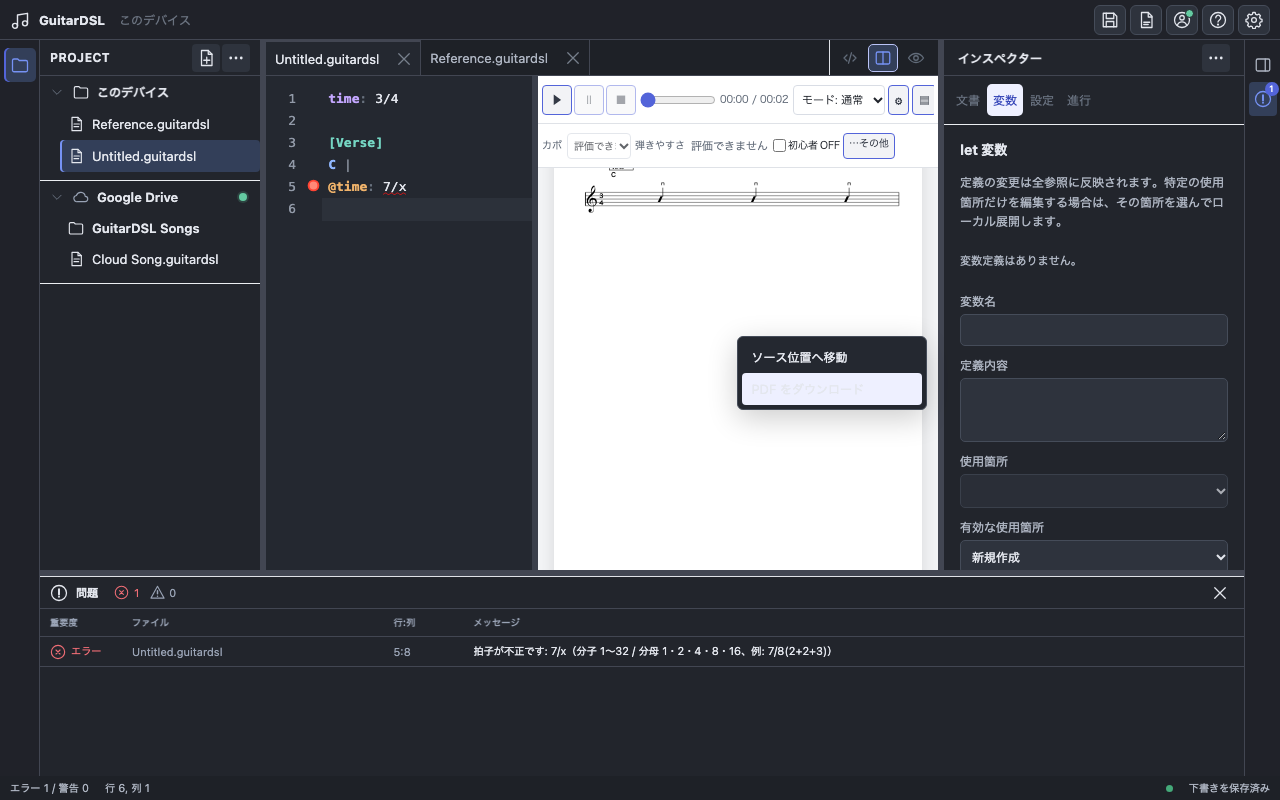 GuitarDSL このデバイス
PROJECT
このデバイス
Reference.guitardsl
Untitled.guitardsl
Google Drive
GuitarDSL Songs
Cloud Song.guitardsl
Untitled.guitardsl
Reference.guitardsl
1 time: 3/4
2
3 [Verse]
4 C |
5 @time: 7/x
6
00:00 / 00:02
モード: 通常
カポ
評価でき
弾きやすさ
評価できません
初心者 OFF
…その他
C
3
4
ソース位置へ移動
PDF をダウンロード
インスペクター
文書
変数
設定
進行
let 変数
定義の変更は全参照に反映されます。特定の使用
箇所だけを編集する場合は、その箇所を選んでロ
ーカル展開します。
変数定義はありません。
変数名
定義内容
使用箇所
有効な使用箇所
新規作成
1
問題
1
0
重要度
ファイル
行:列
メッセージ
エラー
Untitled.guitardsl
5:8
拍子が不正です: 7/x（分子 1〜32 / 分母 1・2・4・8・16、例: 7/8(2+2+3)）
エラー 1 / 警告 0
行 6, 列 1
下書きを保存済み